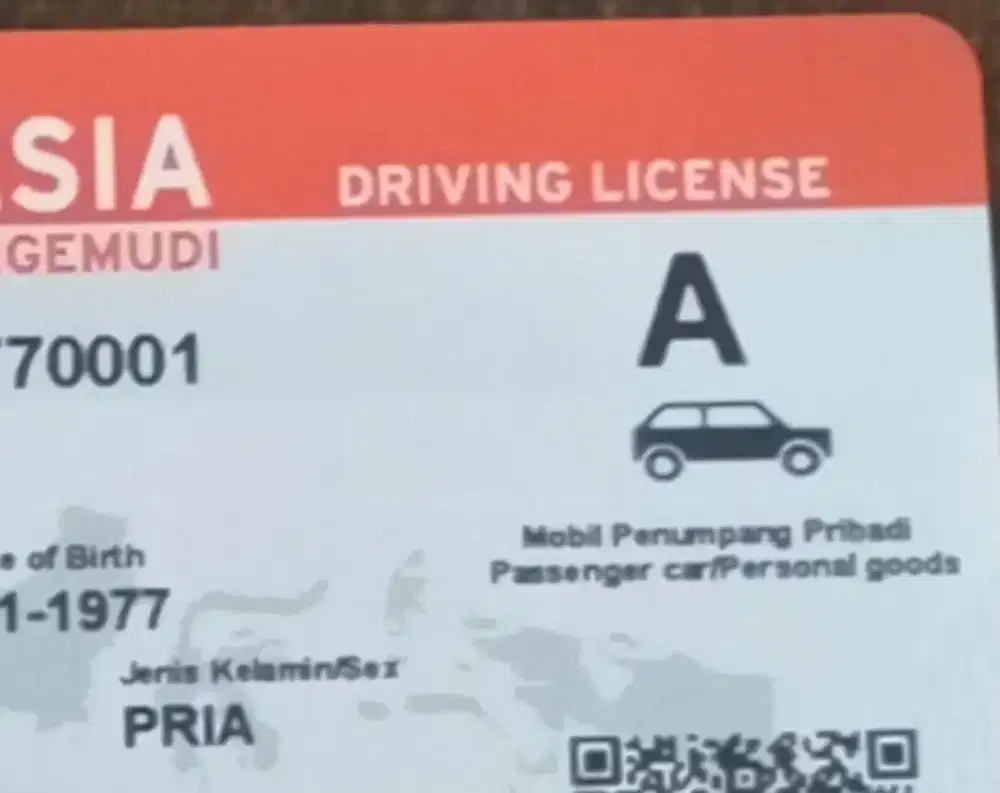 SIA DRIVING LICENSE
GEMUDI
A
70001
Mobil Penumpang Pribadi
Passenger car/Personal goods
e of Birth
1-1977
Jenis Kelamin/Sex
PRIA